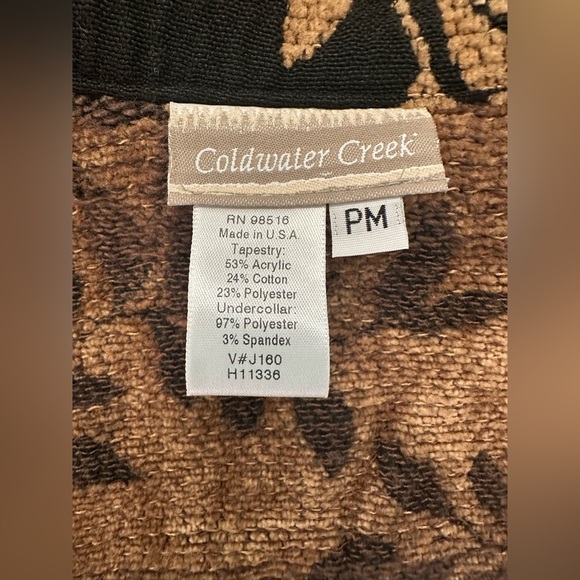 Coldwater Creek
PM
RN 98516
Made in U.S.A.
Tapestry:
53% Acrylic
24% Cotton
23% Polyester
Undercollar:
97% Polyester
3% Spandex
V#J160
H11336